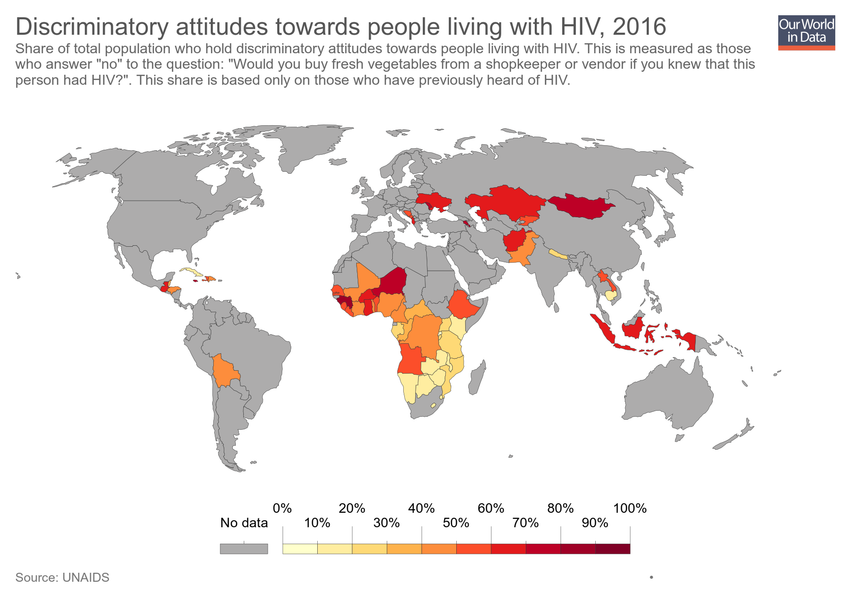 Discriminatory attitudes towards people living with HIV, 2016
Our World
in Data
Share of total population who hold discriminatory attitudes towards people living with HIV. This is measured as those
who answer "no" to the question: "Would you buy fresh vegetables from a shopkeeper or vendor if you knew that this
person had HIV?". This share is based only on those who have previously heard of HIV.
0% 20% 40% 60% 80% 100%
No data 10% 30% 50% 70% 90%
Source: UNAIDS